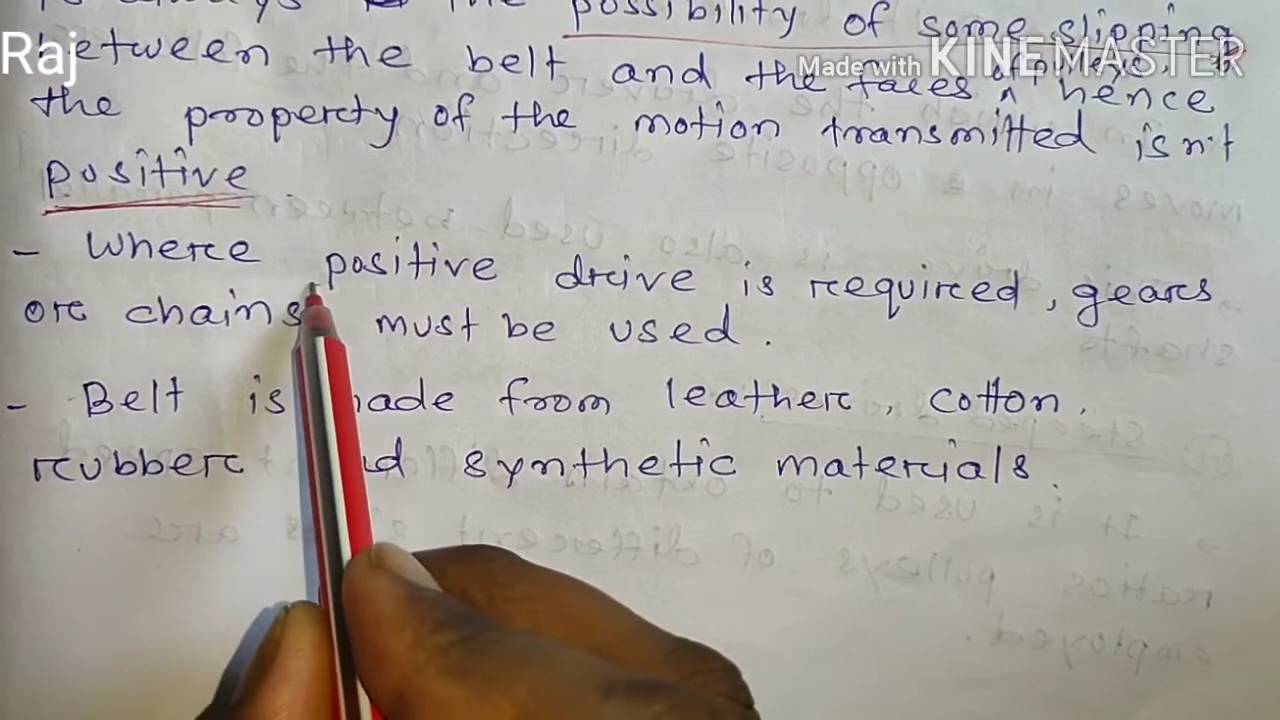 the possibility of some slipping
between the belt and the faces of pulleys hence
the property of the motion transmitted isn't
positive
- Where positive drive is required, gears
or chains must be used.
- Belt is made from leather, cotton,
rubber and synthetic materials.
Raj
Made with KINEMASTER